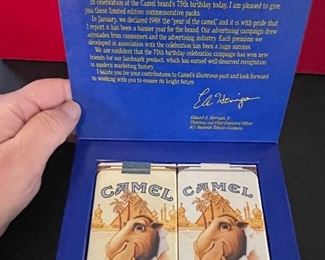 In celebration of the Camel brand's 75th birthday today, I am pleased to
give you these limited edition commemorative packs.
In January, we declared 1988 the "year of the camel," and it is with pride that
I report it has been a banner year for the brand. Our advertising campaign drew
accolades from consumers and the advertising industry. Each premium we
developed in association with the celebration has been a huge success.
We are confident that the 75th birthday celebration campaign has won new
friends for our landmark product, which has earned well deserved recognition
in modern marketing history.
I salute you for your contributions to Camel's illustrious past and look forward
to working with you to ensure its bright future.
Edward A. Horrigan, Jr.
Chairman and Chief Executive Officer
R.J. Reynolds Tobacco Company
CAMEL CAMEL